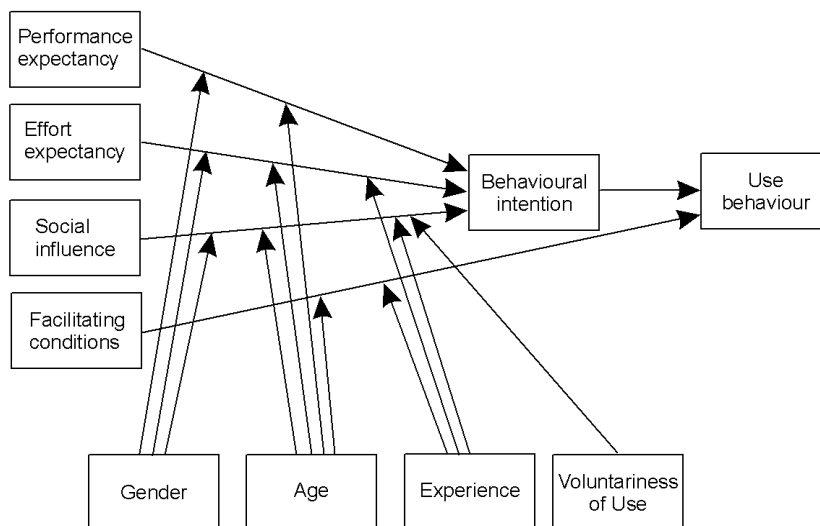 Performance
expectancy
Effort
expectancy
Social
influence
Facilitating
conditions
Behavioural
intention
Use
behaviour
Gender
Age
Experience
Voluntariness
of Use